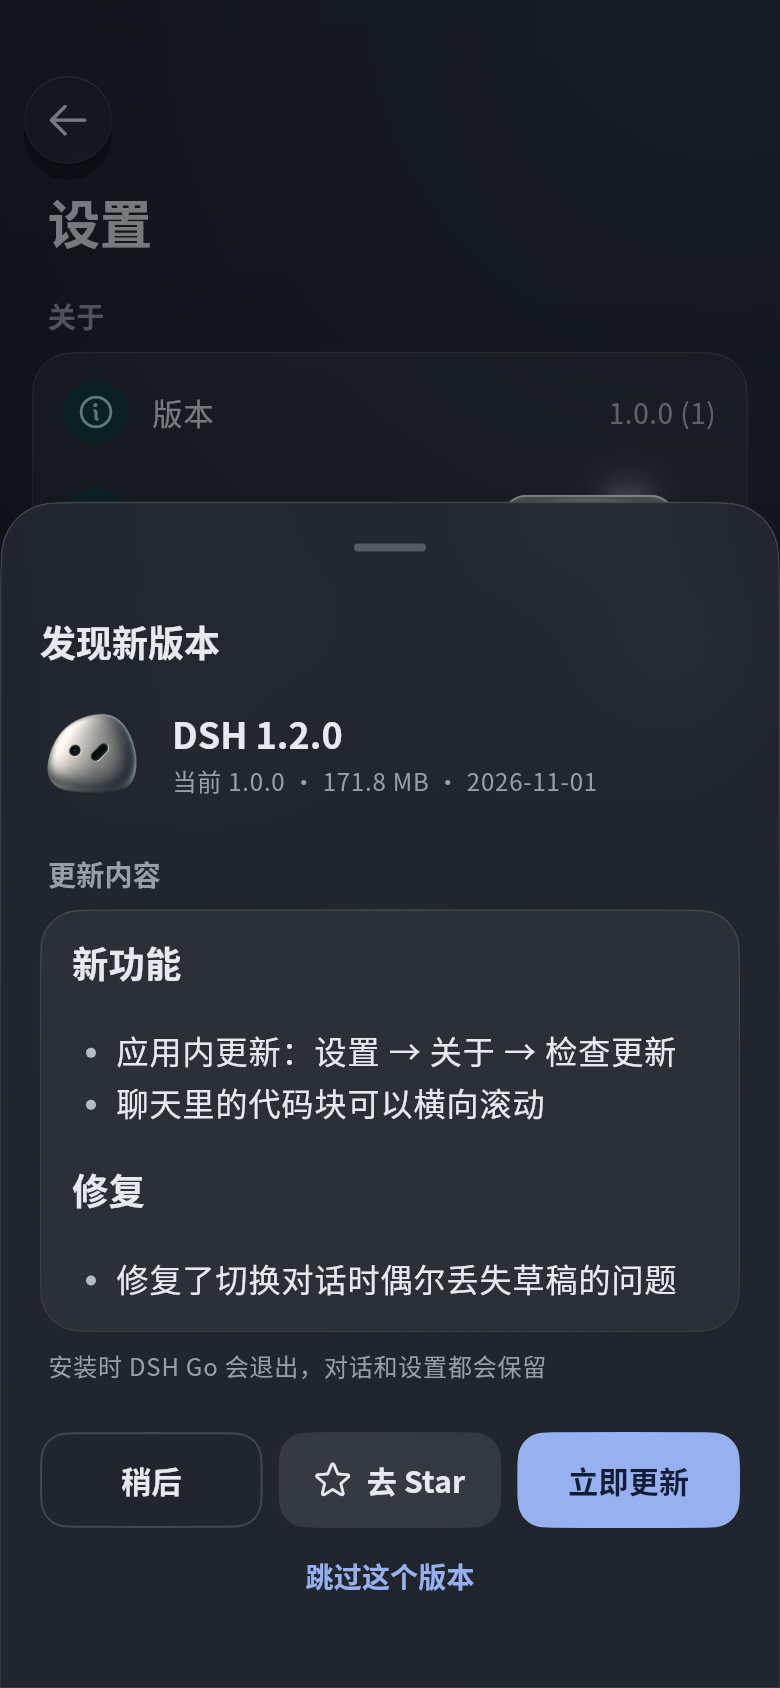 设置
关于
版本
1.0.0 (1)
发现新版本
DSH 1.2.0
当前 1.0.0 • 171.8 MB • 2026-11-01
更新内容
新功能
• 应用内更新：设置 → 关于 → 检查更新
• 聊天里的代码块可以横向滚动
修复
• 修复了切换对话时偶尔丢失草稿的问题
安装时 DSH Go 会退出，对话和设置都会保留
稍后
去 Star
立即更新
跳过这个版本